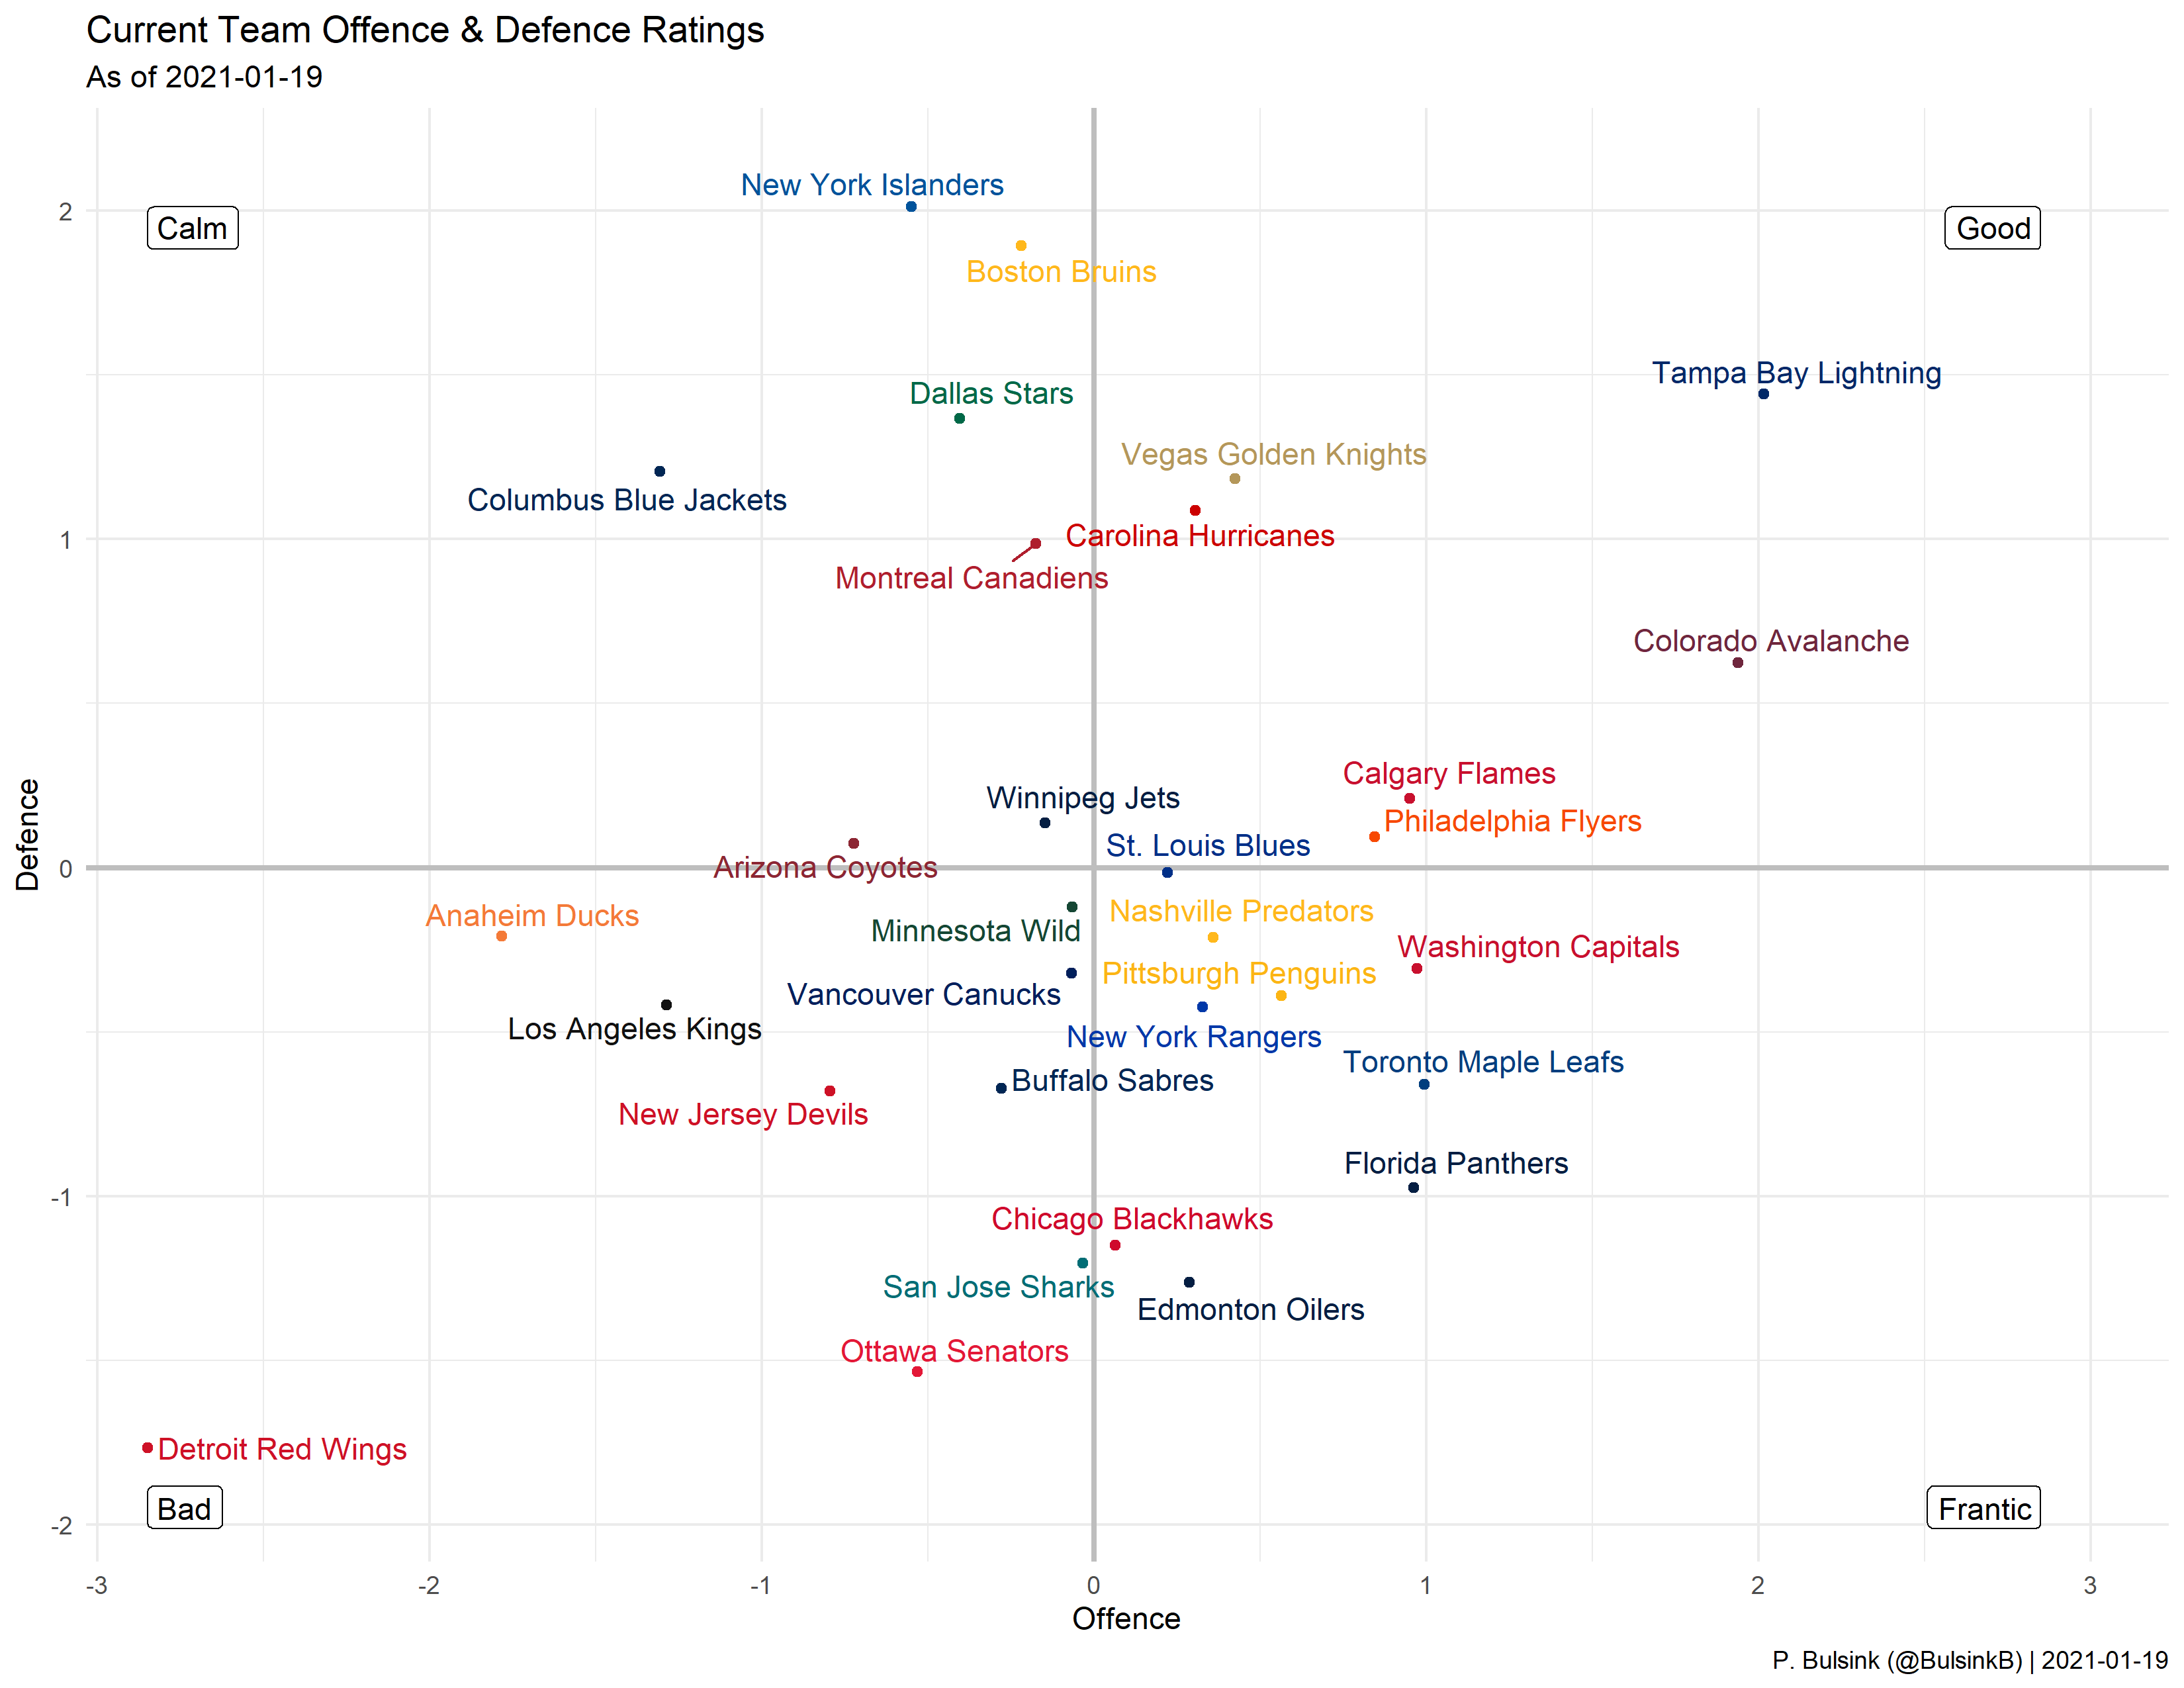 Current Team Offence & Defence Ratings
As of 2021-01-19
New York Islanders
2
Calm
Good
Boston Bruins
Tampa Bay Lightning
Dallas Stars
Vegas Golden Knights
Columbus Blue Jackets
1
Carolina Hurricanes
Montreal Canadiens
Colorado Avalanche
Calgary Flames
Winnipeg Jets
Philadelphia Flyers
St. Louis Blues
Defence
0
Arizona Coyotes
Anaheim Ducks
Nashville Predators
Minnesota Wild
Washington Capitals
Pittsburgh Penguins
Vancouver Canucks
Los Angeles Kings
New York Rangers
Toronto Maple Leafs
Buffalo Sabres
New Jersey Devils
Florida Panthers
-1
Chicago Blackhawks
San Jose Sharks
Edmonton Oilers
Ottawa Senators
Detroit Red Wings
Bad
Frantic
-2
-3 -2 -1 0 1 2 3
Offence
P. Bulsink (@BulsinkB) | 2021-01-19